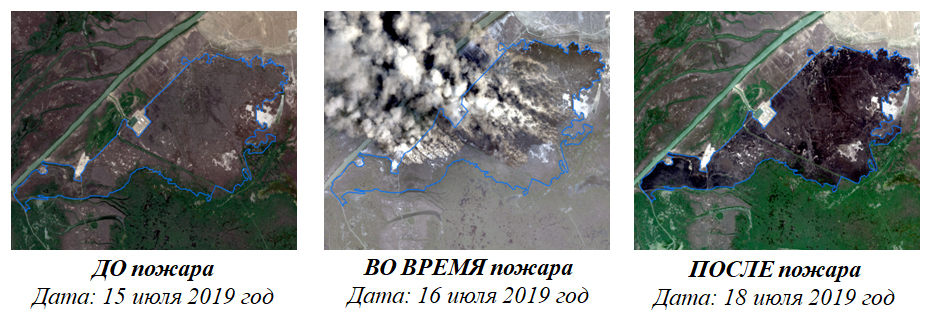 ДО пожара
Дата: 15 июля 2019 год
ВО ВРЕМЯ пожара
Дата: 16 июля 2019 год
ПОСЛЕ пожара
Дата: 18 июля 2019 год